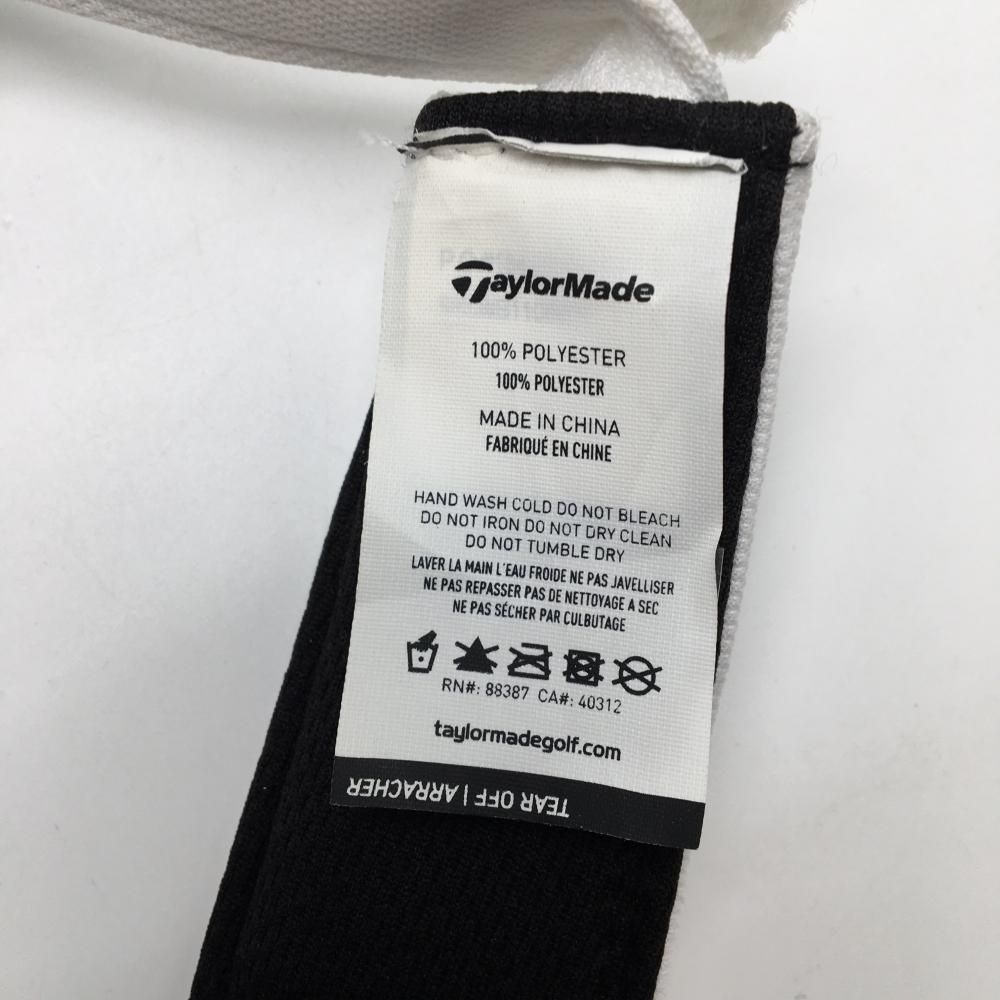 TaylorMade
100% POLYESTER
100% POLYESTER
MADE IN CHINA
FABRIQUÉ EN CHINE
HAND WASH COLD DO NOT BLEACH
DO NOT IRON DO NOT DRY CLEAN
DO NOT TUMBLE DRY
LAVER LA MAIN L'EAU FROIDE NE PAS JAVELLISER
NE PAS REPASSER PAS DE NETTOYAGE A SEC
NE PAS SÉCHER PAR CULBUTAGE
RN#: 88387 CA#: 40312
taylormadegolf.com
TEAR OFF | ARRACHER